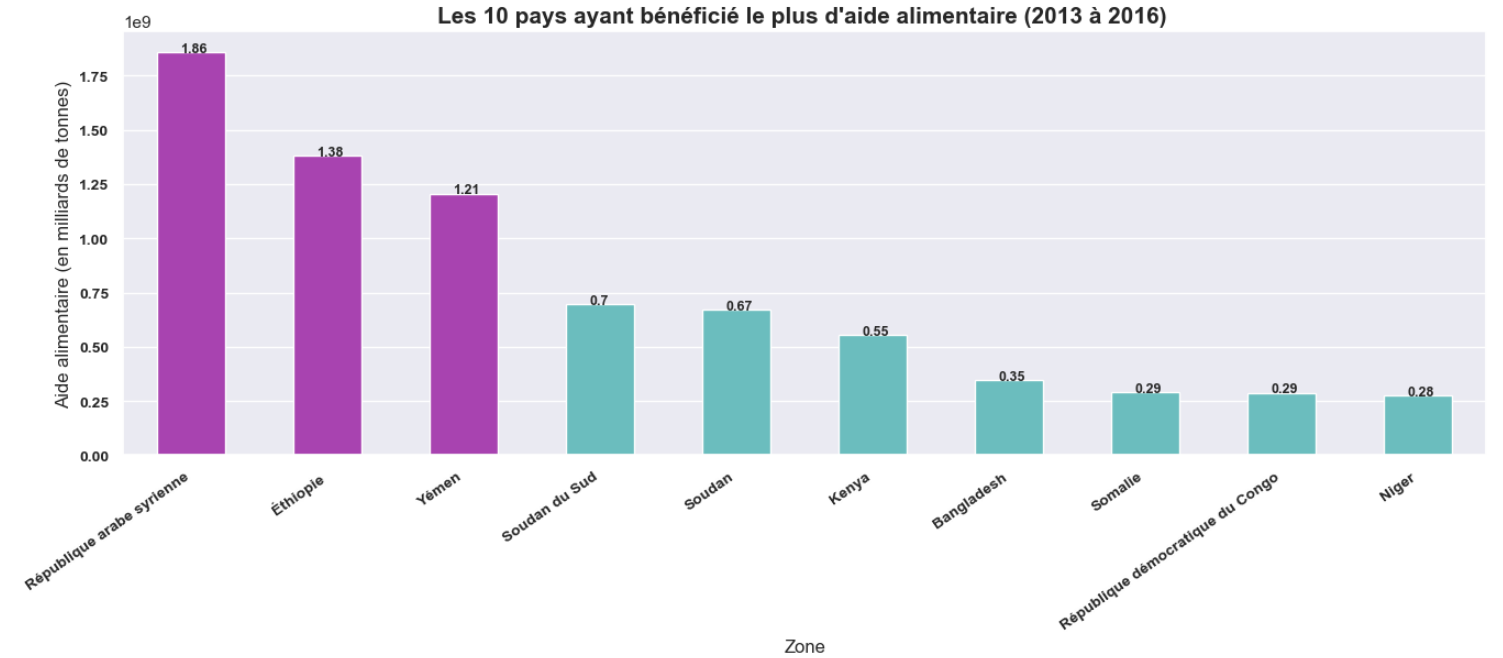 Les 10 pays ayant bénéficié le plus d'aide alimentaire (2013 à 2016)
1e9
Aide alimentaire (en milliards de tonnes)
1.75
1.50
1.25
1.00
0.75
0.50
0.25
0.00
1.86
1.38
1.21
0.7
0.67
0.55
0.35
0.29
0.29
0.28
République arabe syrienne
Éthiopie
Yémen
Soudan du Sud
Soudan
Kenya
Bangladesh
Somalie
République démocratique du Congo
Niger
Zone